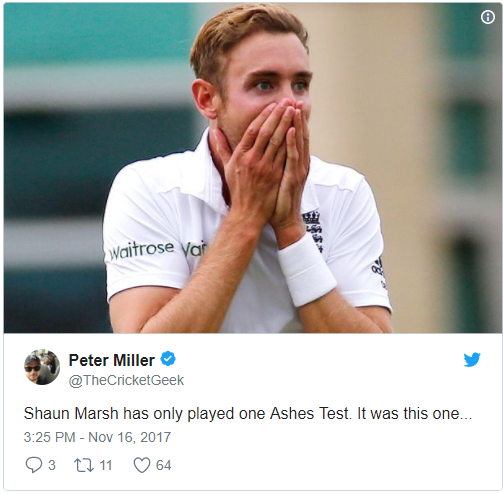 Waitrose
Peter Miller
@TheCricketGeek
Shaun Marsh has only played one Ashes Test. It was this one...
3:25 PM - Nov 16, 2017
3 11 64